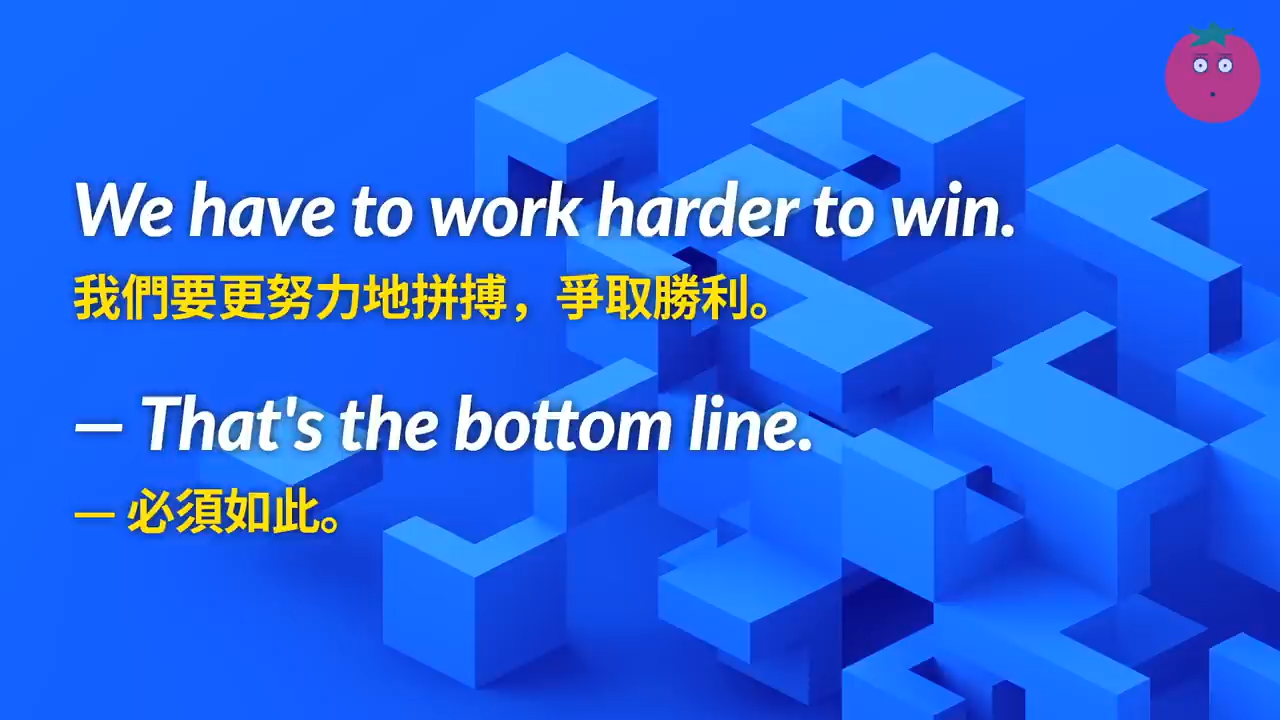 We have to work harder to win.
我們要更努力地拼搏，爭取勝利。
— That's the bottom line.
— 必須如此。